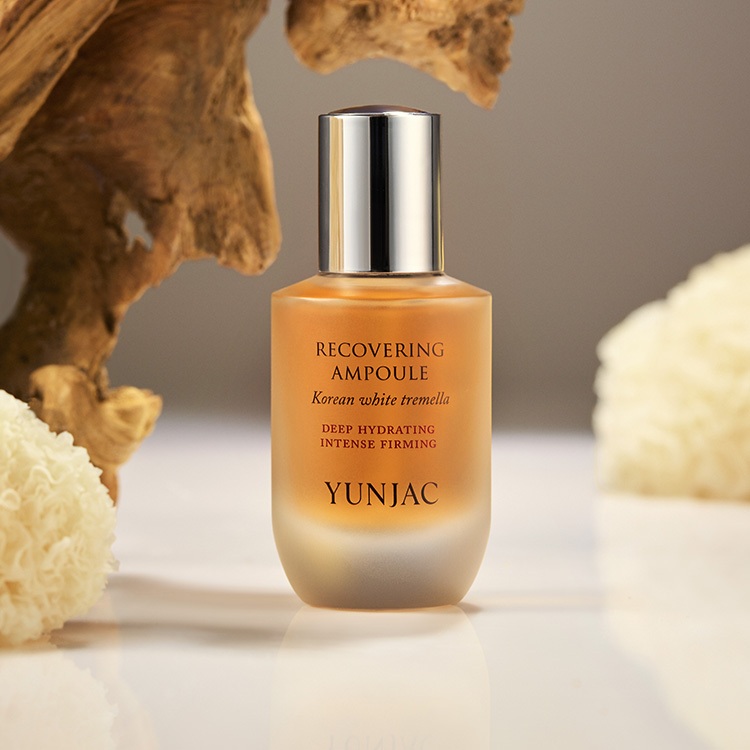 RECOVERING
AMPOULE
Korean white tremella
DEEP HYDRATING
INTENSE FIRMING
YUNJAC